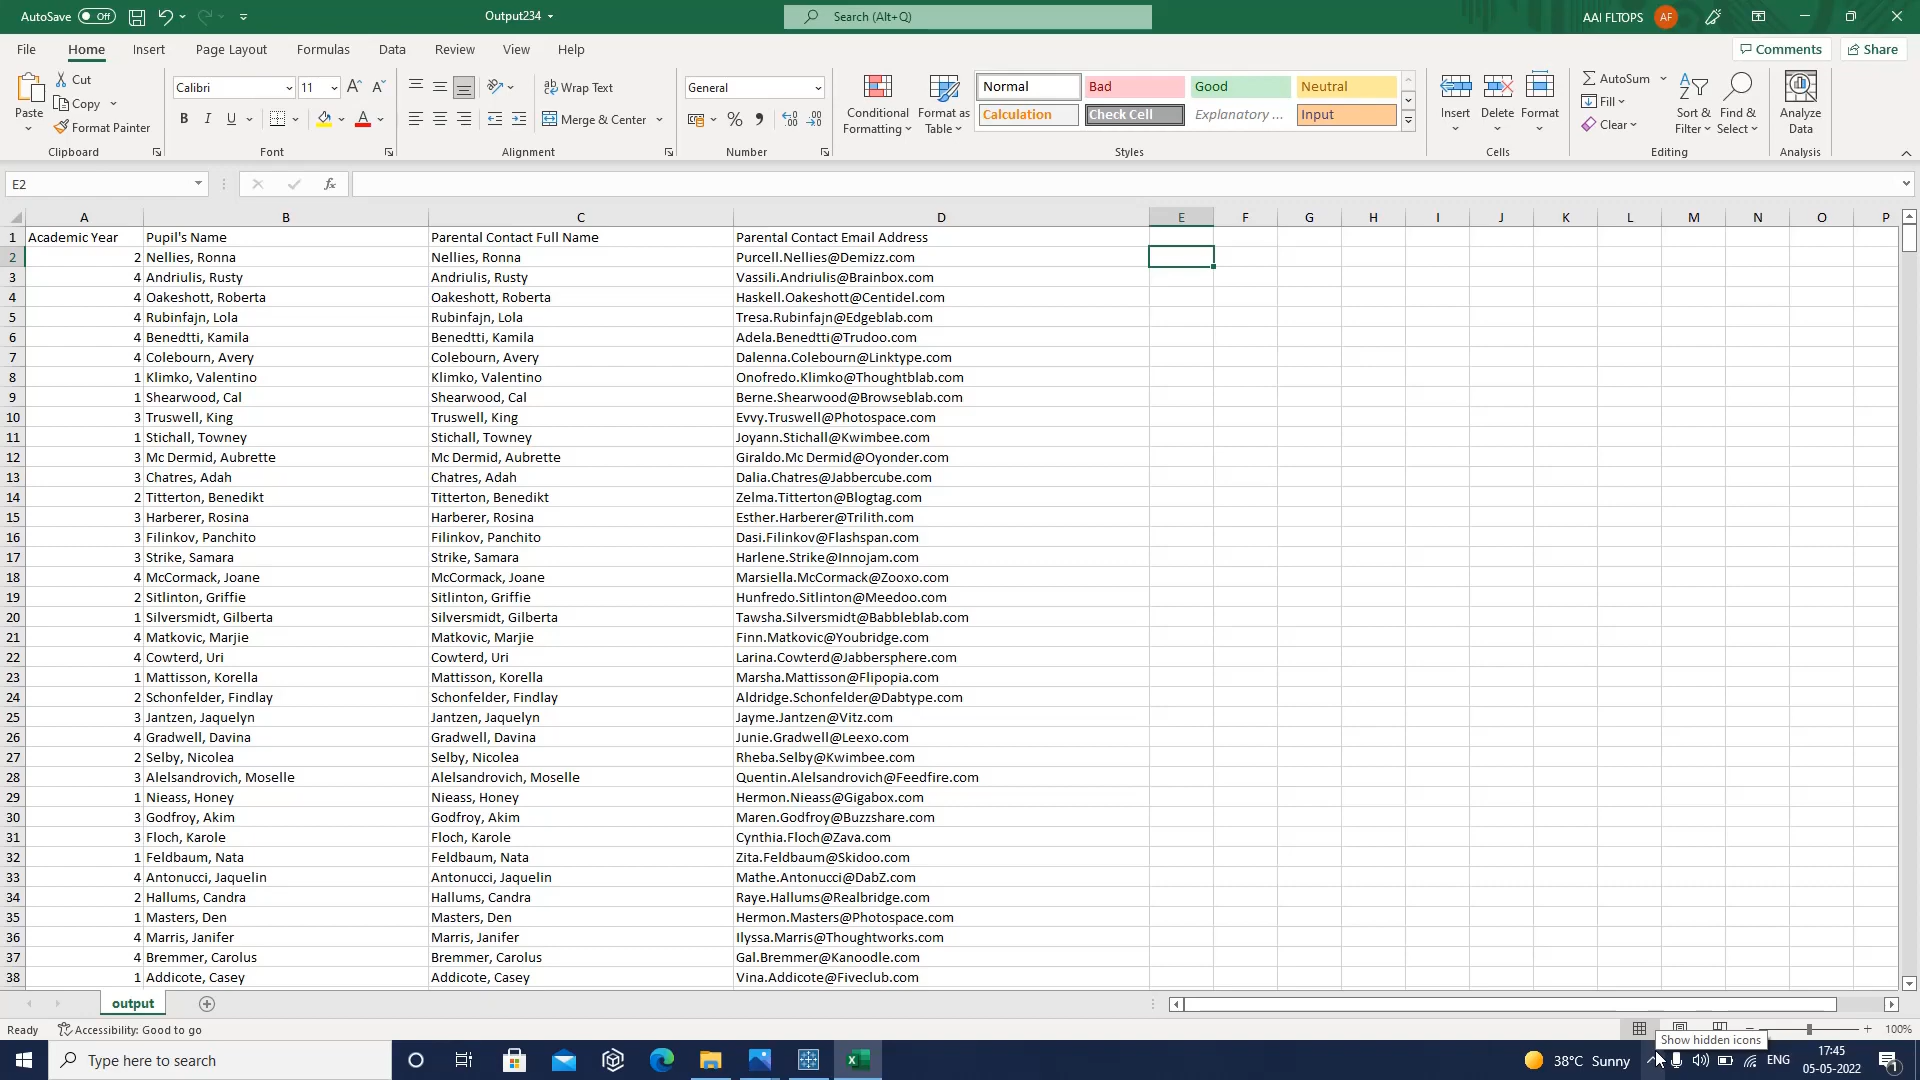 AutoSave Off Output234 Search (Alt+Q) AAI FLTOPS AF
File Home Insert Page Layout Formulas Data Review View Help Comments Share
Paste Cut Copy Format Painter Clipboard
Calibri 11 B I U Font
Wrap Text Merge & Center Alignment
General % Number
Conditional Formatting Format as Table
Normal Bad Good Neutral
Calculation Check Cell Explanatory ... Input
Styles
Insert Delete Format Cells
AutoSum Fill Clear Sort & Filter Find & Select Editing
Analyze Data Analysis
E2 fx
A B C D E F G H I J K L M N O P
1 Academic Year Pupil's Name Parental Contact Full Name Parental Contact Email Address
2 2 Nellies, Ronna Nellies, Ronna Purcell.Nellies@Demizz.com
3 4 Andriulis, Rusty Andriulis, Rusty Vassili.Andriulis@Brainbox.com
4 4 Oakeshott, Roberta Oakeshott, Roberta Haskell.Oakeshott@Centidel.com
5 4 Rubinfajn, Lola Rubinfajn, Lola Tresa.Rubinfajn@Edgeblab.com
6 4 Benedtti, Kamila Benedtti, Kamila Adela.Benedtti@Trudoo.com
7 4 Colebourn, Avery Colebourn, Avery Dalenna.Colebourn@Linktype.com
8 1 Klimko, Valentino Klimko, Valentino Onofredo.Klimko@Thoughtblab.com
9 1 Shearwood, Cal Shearwood, Cal Berne.Shearwood@Browseblab.com
10 3 Truswell, King Truswell, King Evvy.Truswell@Photospace.com
11 1 Stichall, Towney Stichall, Towney Joyann.Stichall@Kwimbee.com
12 3 Mc Dermid, Aubrette Mc Dermid, Aubrette Giraldo.Mc Dermid@Oyonder.com
13 3 Chatres, Adah Chatres, Adah Dalia.Chatres@Jabbercube.com
14 2 Titterton, Benedikt Titterton, Benedikt Zelma.Titterton@Blogtag.com
15 3 Harberer, Rosina Harberer, Rosina Esther.Harberer@Trilith.com
16 3 Filinkov, Panchito Filinkov, Panchito Dasi.Filinkov@Flashspan.com
17 3 Strike, Samara Strike, Samara Harlene.Strike@Innojam.com
18 4 McCormack, Joane McCormack, Joane Marsiella.McCormack@Zooxo.com
19 2 Sitlinton, Griffie Sitlinton, Griffie Hunfredo.Sitlinton@Meedoo.com
20 1 Silversmidt, Gilberta Silversmidt, Gilberta Tawsha.Silversmidt@Babbleblab.com
21 4 Matkovic, Marjie Matkovic, Marjie Finn.Matkovic@Youbridge.com
22 4 Cowterd, Uri Cowterd, Uri Larina.Cowterd@Jabbersphere.com
23 1 Mattisson, Korella Mattisson, Korella Marsha.Mattisson@Flipopia.com
24 2 Schonfelder, Findlay Schonfelder, Findlay Aldridge.Schonfelder@Dabtype.com
25 3 Jantzen, Jaquelyn Jantzen, Jaquelyn Jayme.Jantzen@Vitz.com
26 4 Gradwell, Davina Gradwell, Davina Junie.Gradwell@Leexo.com
27 2 Selby, Nicolea Selby, Nicolea Rheba.Selby@Kwimbee.com
28 3 Alelsandrovich, Moselle Alelsandrovich, Moselle Quentin.Alelsandrovich@Feedfire.com
29 1 Nieass, Honey Nieass, Honey Hermon.Nieass@Gigabox.com
30 3 Godfroy, Akim Godfroy, Akim Maren.Godfroy@Buzzshare.com
31 3 Floch, Karole Floch, Karole Cynthia.Floch@Zava.com
32 1 Feldbaum, Nata Feldbaum, Nata Zita.Feldbaum@Skidoo.com
33 4 Antonucci, Jaquelin Antonucci, Jaquelin Mathe.Antonucci@DabZ.com
34 2 Hallums, Candra Hallums, Candra Raye.Hallums@Realbridge.com
35 1 Masters, Den Masters, Den Hermon.Masters@Photospace.com
36 4 Marris, Janifer Marris, Janifer Ilyssa.Marris@Thoughtworks.com
37 4 Bremmer, Carolus Bremmer, Carolus Gal.Bremmer@Kanoodle.com
38 1 Addicote, Casey Addicote, Casey Vina.Addicote@Fiveclub.com
output
Ready Accessibility: Good to go 100%
Show hidden icons
Type here to search 38°C Sunny ENG 17:45
05-05-2022 1